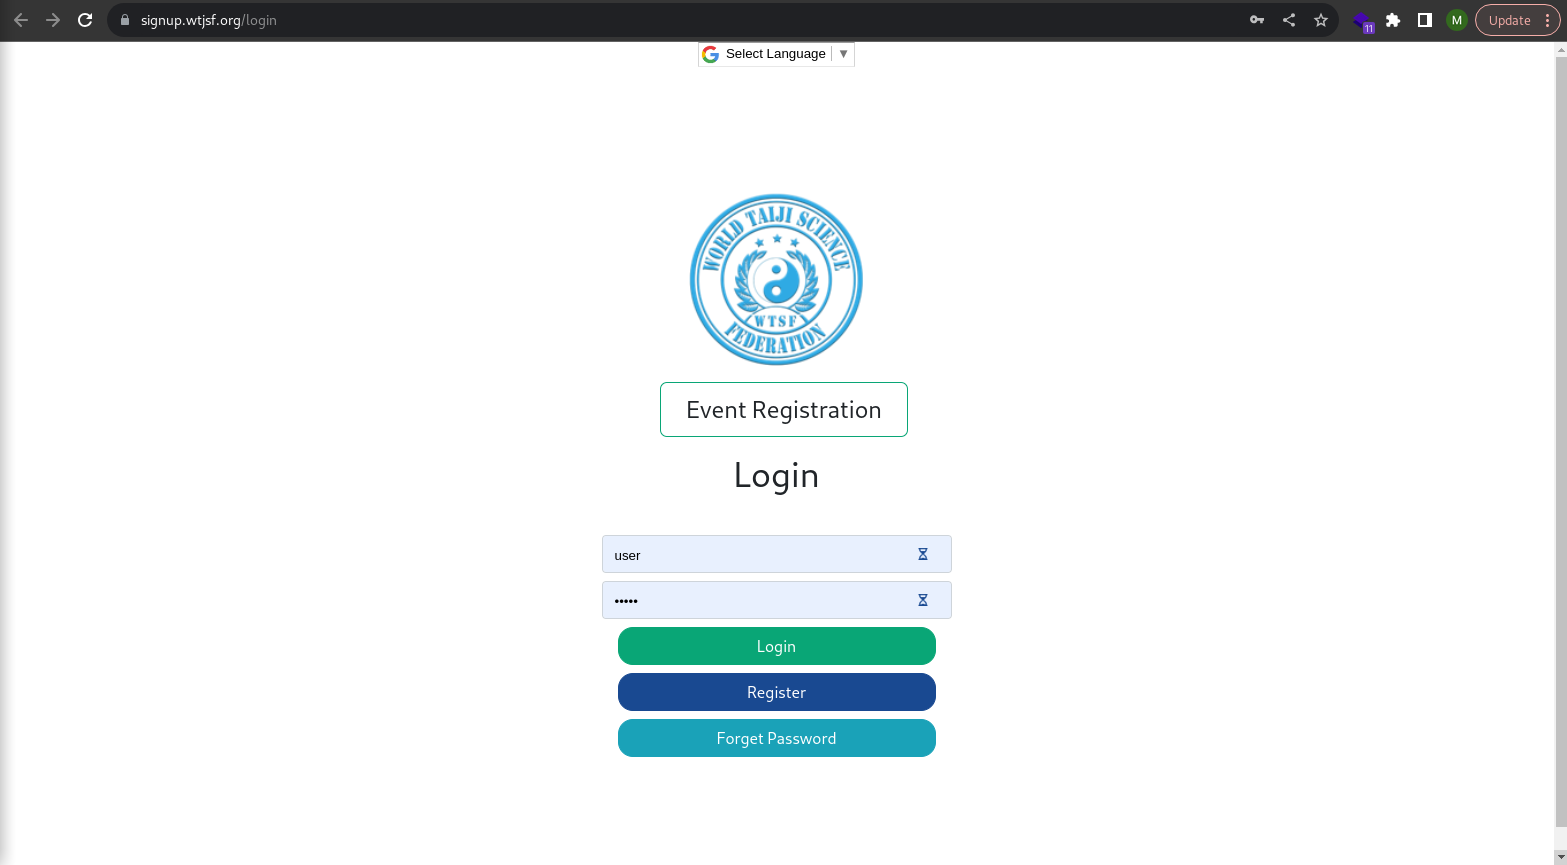 signup.wtjsf.org/login
11
M
Update
Select Language ▼
WORLD TAIJI SCIENCE
WTSF
FEDERATION
Event Registration
Login
user
•••••
Login
Register
Forget Password